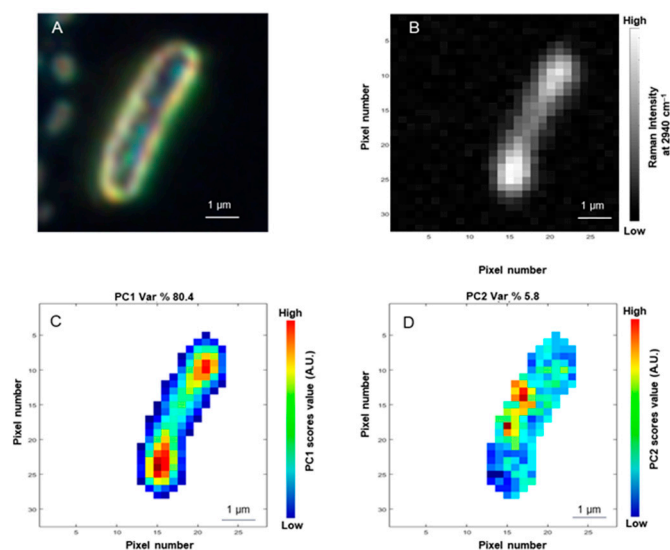 A
1 µm
B
High
Low
Raman Intensity
at 2940 cm⁻¹
Pixel number
5
10
15
20
25
30
5
10
15
20
25
Pixel number
PC1 Var % 80.4
C
High
Low
PC1 scores value (A.U.)
Pixel number
5
10
15
20
25
30
5
10
15
20
25
1 µm
Pixel number
PC2 Var % 5.8
D
High
Low
PC2 scores value (A.U.)
Pixel number
5
10
15
20
25
30
5
10
15
20
25
1 µm
Pixel number
1 µm